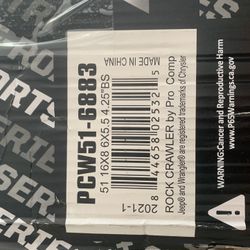 PCW51-6883
51 16X8 6X5.5 4.25"BS
MADE IN CHINA
8 44658 02532 5
2021-1
ROCK CRAWLER by Pro Comp
Jeep® and Wrangler® are registered trademarks of Chrysler
WARNING: Cancer and Reproductive Harm
www.P65Warnings.ca.gov
ORTS
SERIES